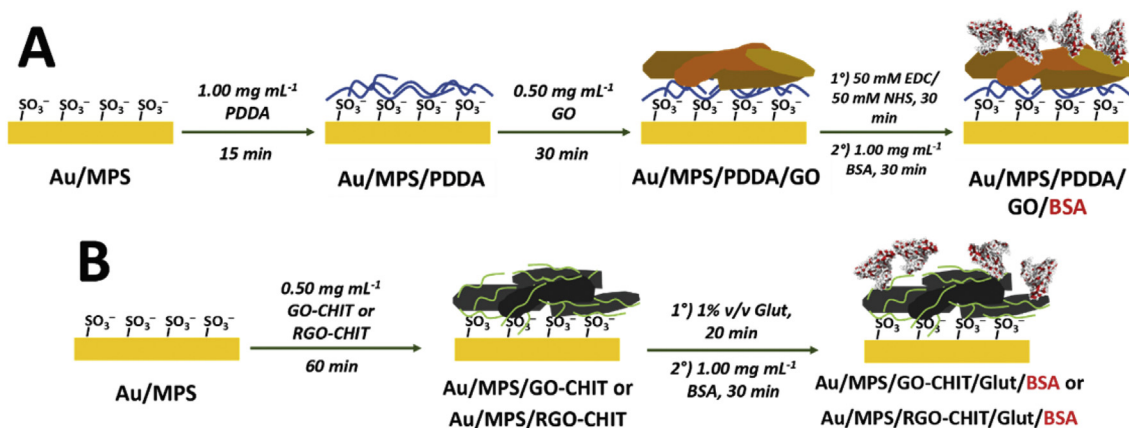 A
1.00 mg mL⁻¹
PDDA
15 min
0.50 mg mL⁻¹
GO
30 min
1°) 50 mM EDC/
50 mM NHS, 30
min
2°) 1.00 mg mL⁻¹
BSA, 30 min
SO₃⁻ SO₃⁻ SO₃⁻ SO₃⁻
SO₃⁻ SO₃⁻ SO₃⁻ SO₃⁻
SO₃⁻ SO₃⁻ SO₃⁻ SO₃⁻
SO₃⁻ SO₃⁻ SO₃⁻ SO₃⁻
Au/MPS
Au/MPS/PDDA
Au/MPS/PDDA/GO
Au/MPS/PDDA/
GO/BSA
B
0.50 mg mL⁻¹
GO-CHIT or
RGO-CHIT
60 min
1°) 1% v/v Glut,
20 min
2°) 1.00 mg mL⁻¹
BSA, 30 min
SO₃⁻ SO₃⁻ SO₃⁻ SO₃⁻
SO₃ SO₃⁻ SO₃⁻ SO₃⁻
SO₃ SO₃⁻ SO₃⁻ SO₃⁻
Au/MPS
Au/MPS/GO-CHIT or
Au/MPS/RGO-CHIT
Au/MPS/GO-CHIT/Glut/BSA or
Au/MPS/RGO-CHIT/Glut/BSA